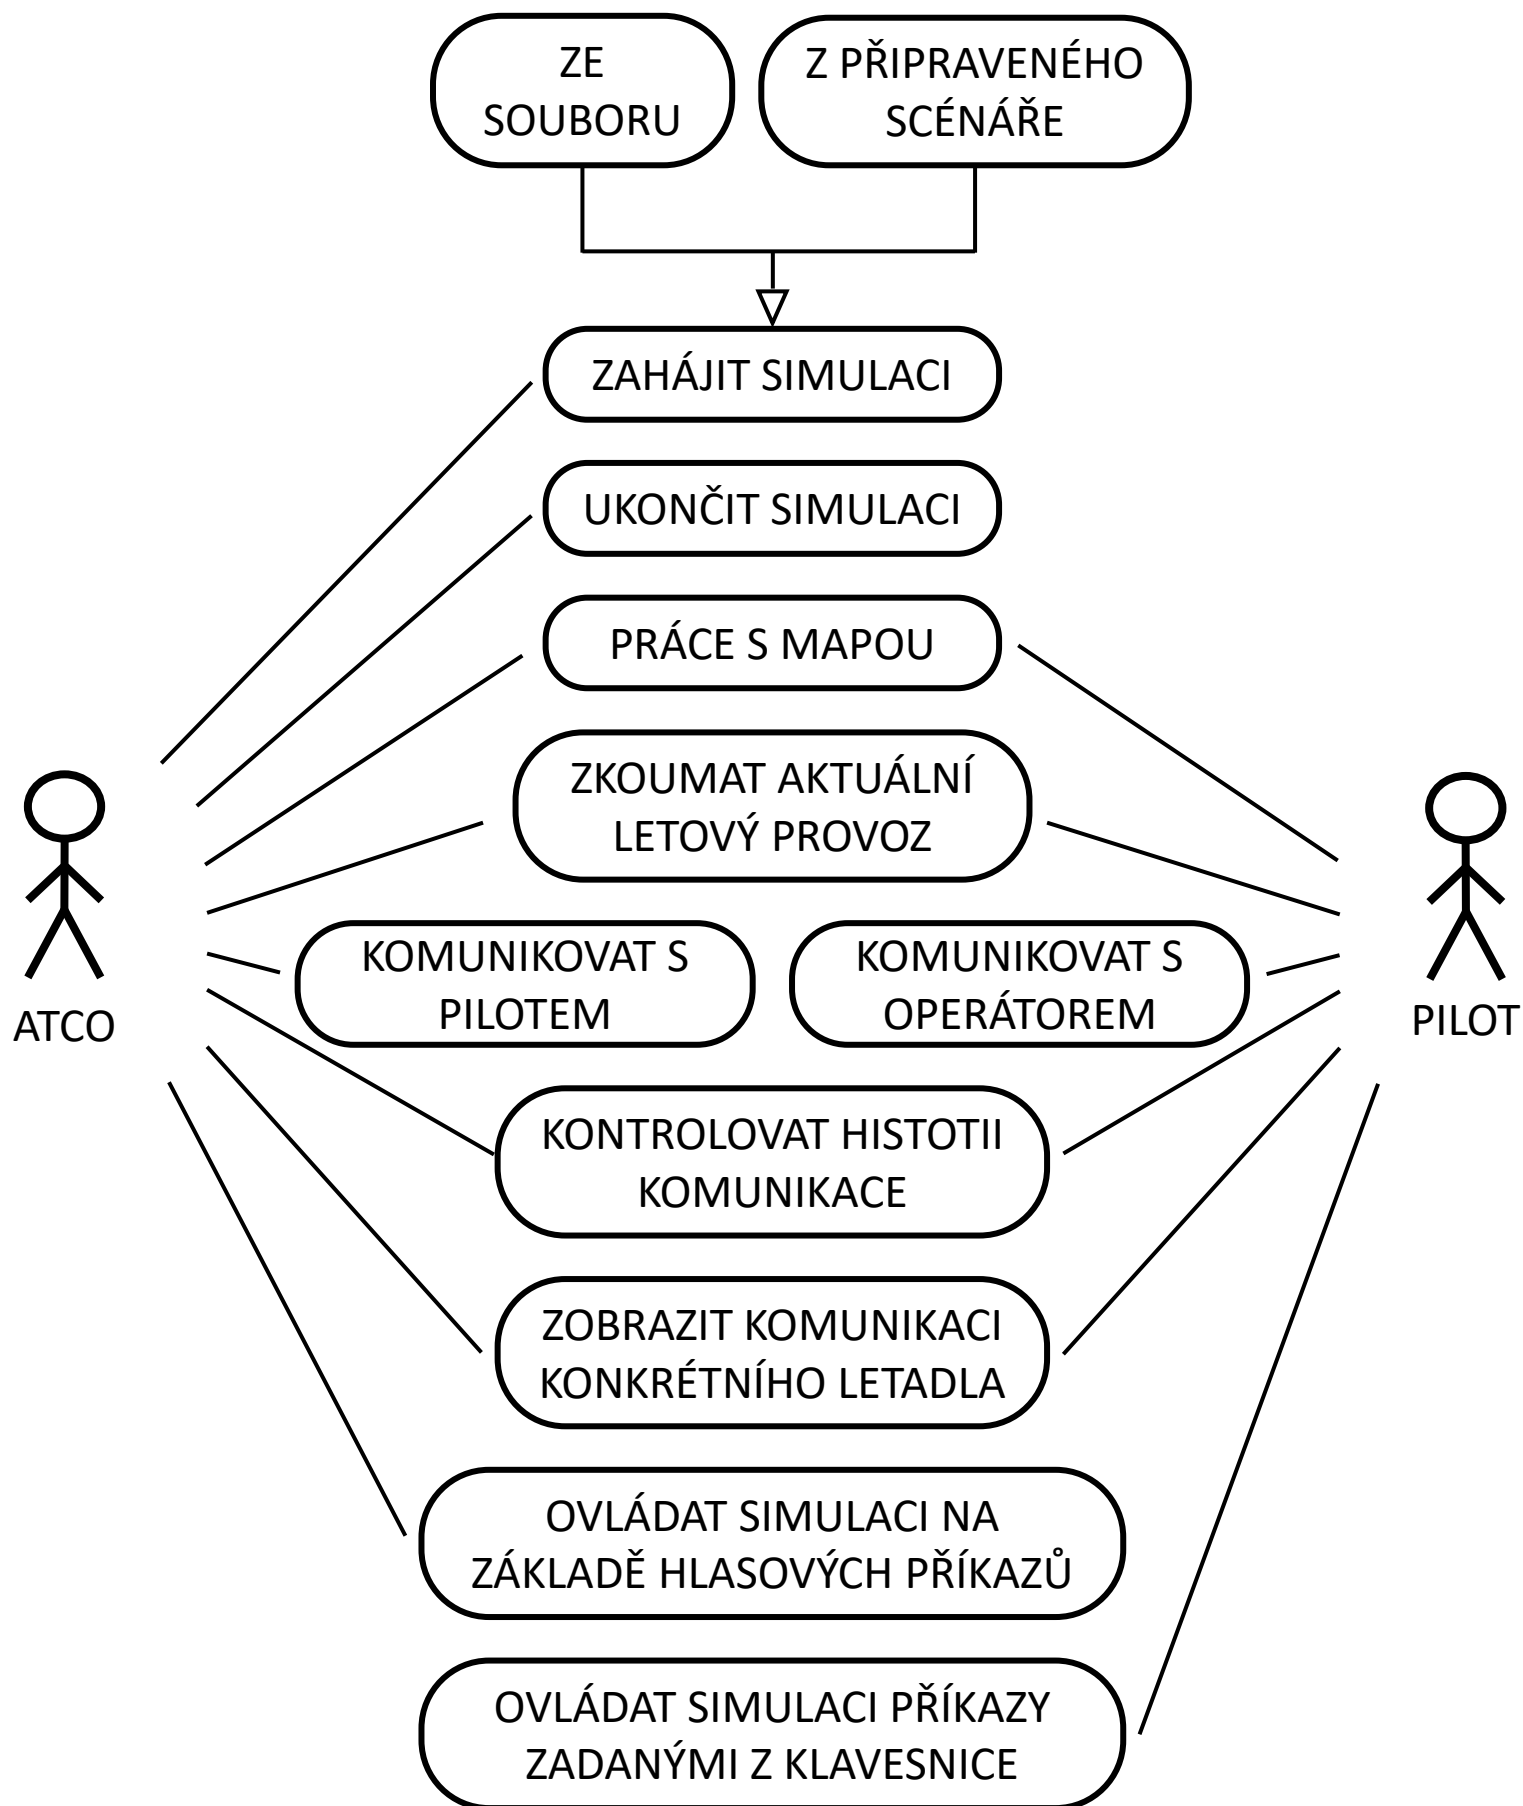 ZE
SOUBORU
Z PŘIPRAVENÉHO
SCÉNÁŘE
ZAHÁJIT SIMULACI
UKONČIT SIMULACI
PRÁCE S MAPOU
ZKOUMAT AKTUÁLNÍ
LETOVÝ PROVOZ
KOMUNIKOVAT S
PILOTEM
KOMUNIKOVAT S
OPERÁTOREM
ATCO
PILOT
KONTROLOVAT HISTOTII
KOMUNIKACE
ZOBRAZIT KOMUNIKACI
KONKRÉTNÍHO LETADLA
OVLÁDAT SIMULACI NA
ZÁKLADĚ HLASOVÝCH PŘÍKAZŮ
OVLÁDAT SIMULACI PŘÍKAZY
ZADANÝMI Z KLAVESNICE